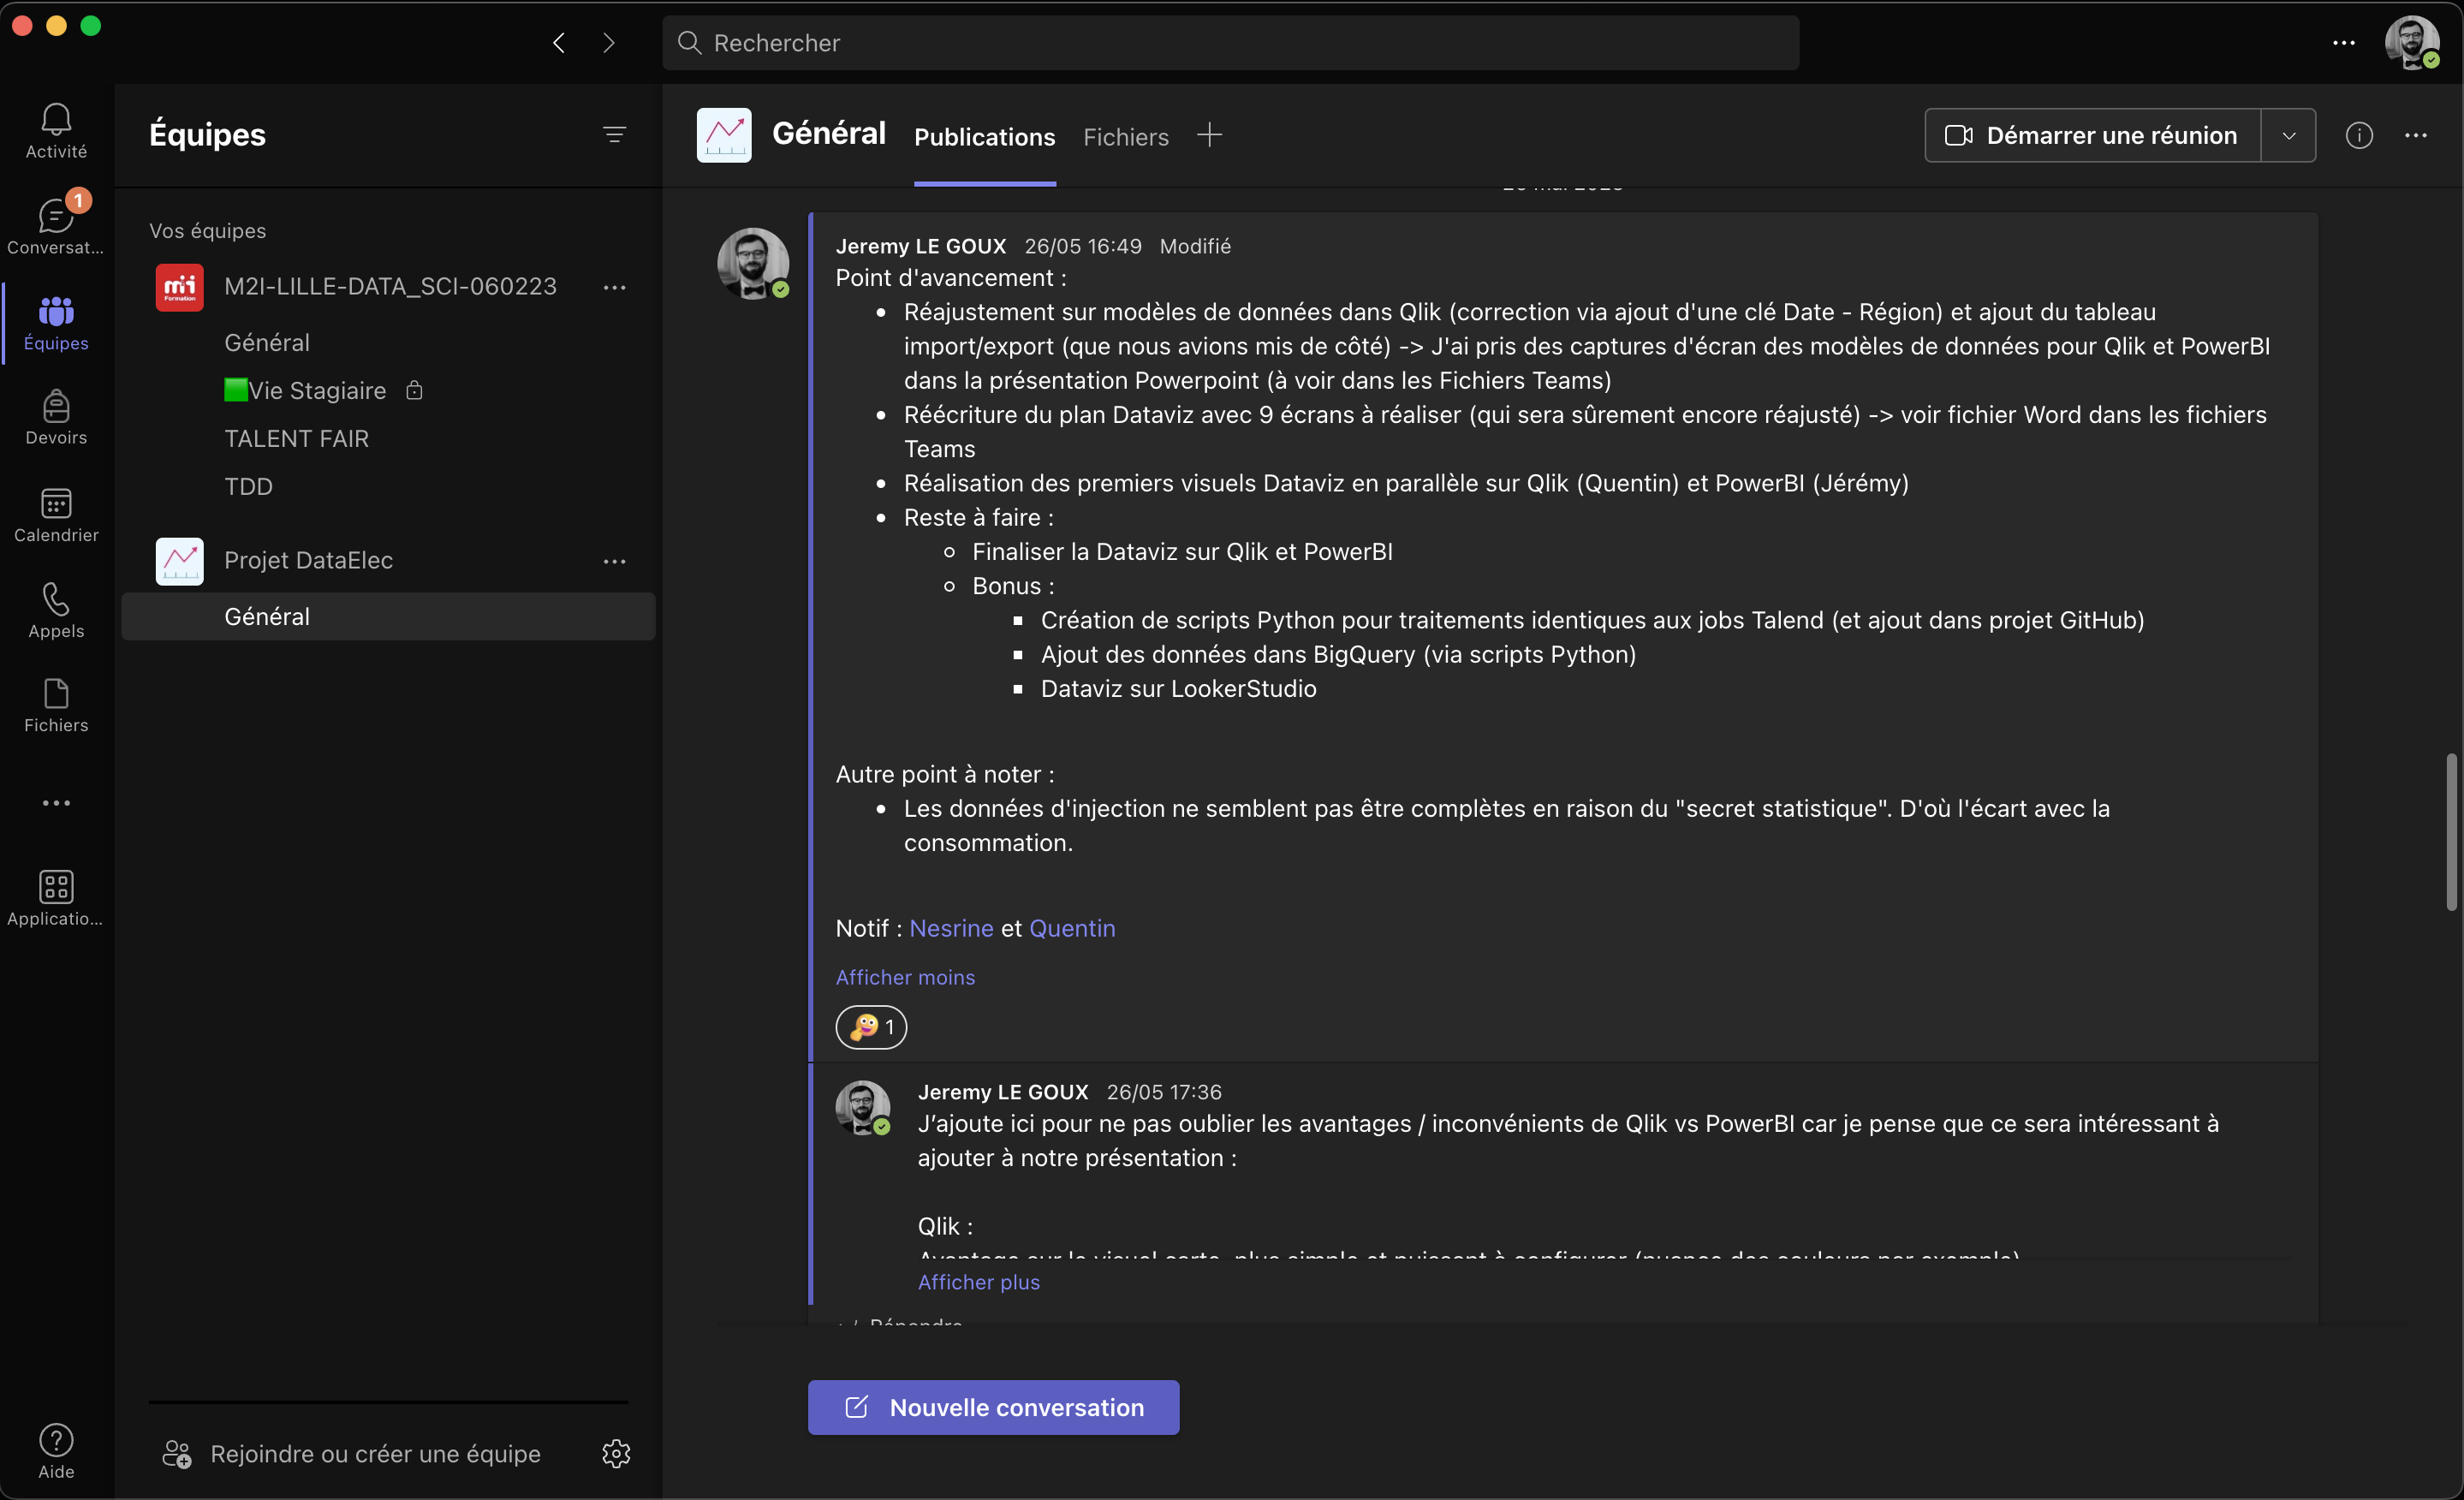 Rechercher
Activité
1
Conversat...
Équipes
Devoirs
Calendrier
Appels
Fichiers
Applicatio...
Aide
Équipes
Vos équipes
M2I-LILLE-DATA_SCI-060223
Général
Vie Stagiaire
TALENT FAIR
TDD
Projet DataElec
Général
Rejoindre ou créer une équipe
Général
Publications
Fichiers
Démarrer une réunion
Jeremy LE GOUX 26/05 16:49 Modifié
Point d'avancement :
Réajustement sur modèles de données dans Qlik (correction via ajout d'une clé Date - Région) et ajout du tableau
import/export (que nous avions mis de côté) -> J'ai pris des captures d'écran des modèles de données pour Qlik et PowerBI
dans la présentation Powerpoint (à voir dans les Fichiers Teams)
Réécriture du plan Dataviz avec 9 écrans à réaliser (qui sera sûrement encore réajusté) -> voir fichier Word dans les fichiers
Teams
Réalisation des premiers visuels Dataviz en parallèle sur Qlik (Quentin) et PowerBI (Jérémy)
Reste à faire :
Finaliser la Dataviz sur Qlik et PowerBI
Bonus :
Création de scripts Python pour traitements identiques aux jobs Talend (et ajout dans projet GitHub)
Ajout des données dans BigQuery (via scripts Python)
Dataviz sur LookerStudio
Autre point à noter :
Les données d'injection ne semblent pas être complètes en raison du "secret statistique". D'où l'écart avec la
consommation.
Notif : Nesrine et Quentin
Afficher moins
1
Jeremy LE GOUX 26/05 17:36
J'ajoute ici pour ne pas oublier les avantages / inconvénients de Qlik vs PowerBI car je pense que ce sera intéressant à
ajouter à notre présentation :
Qlik :
Afficher plus
Répondre
Nouvelle conversation